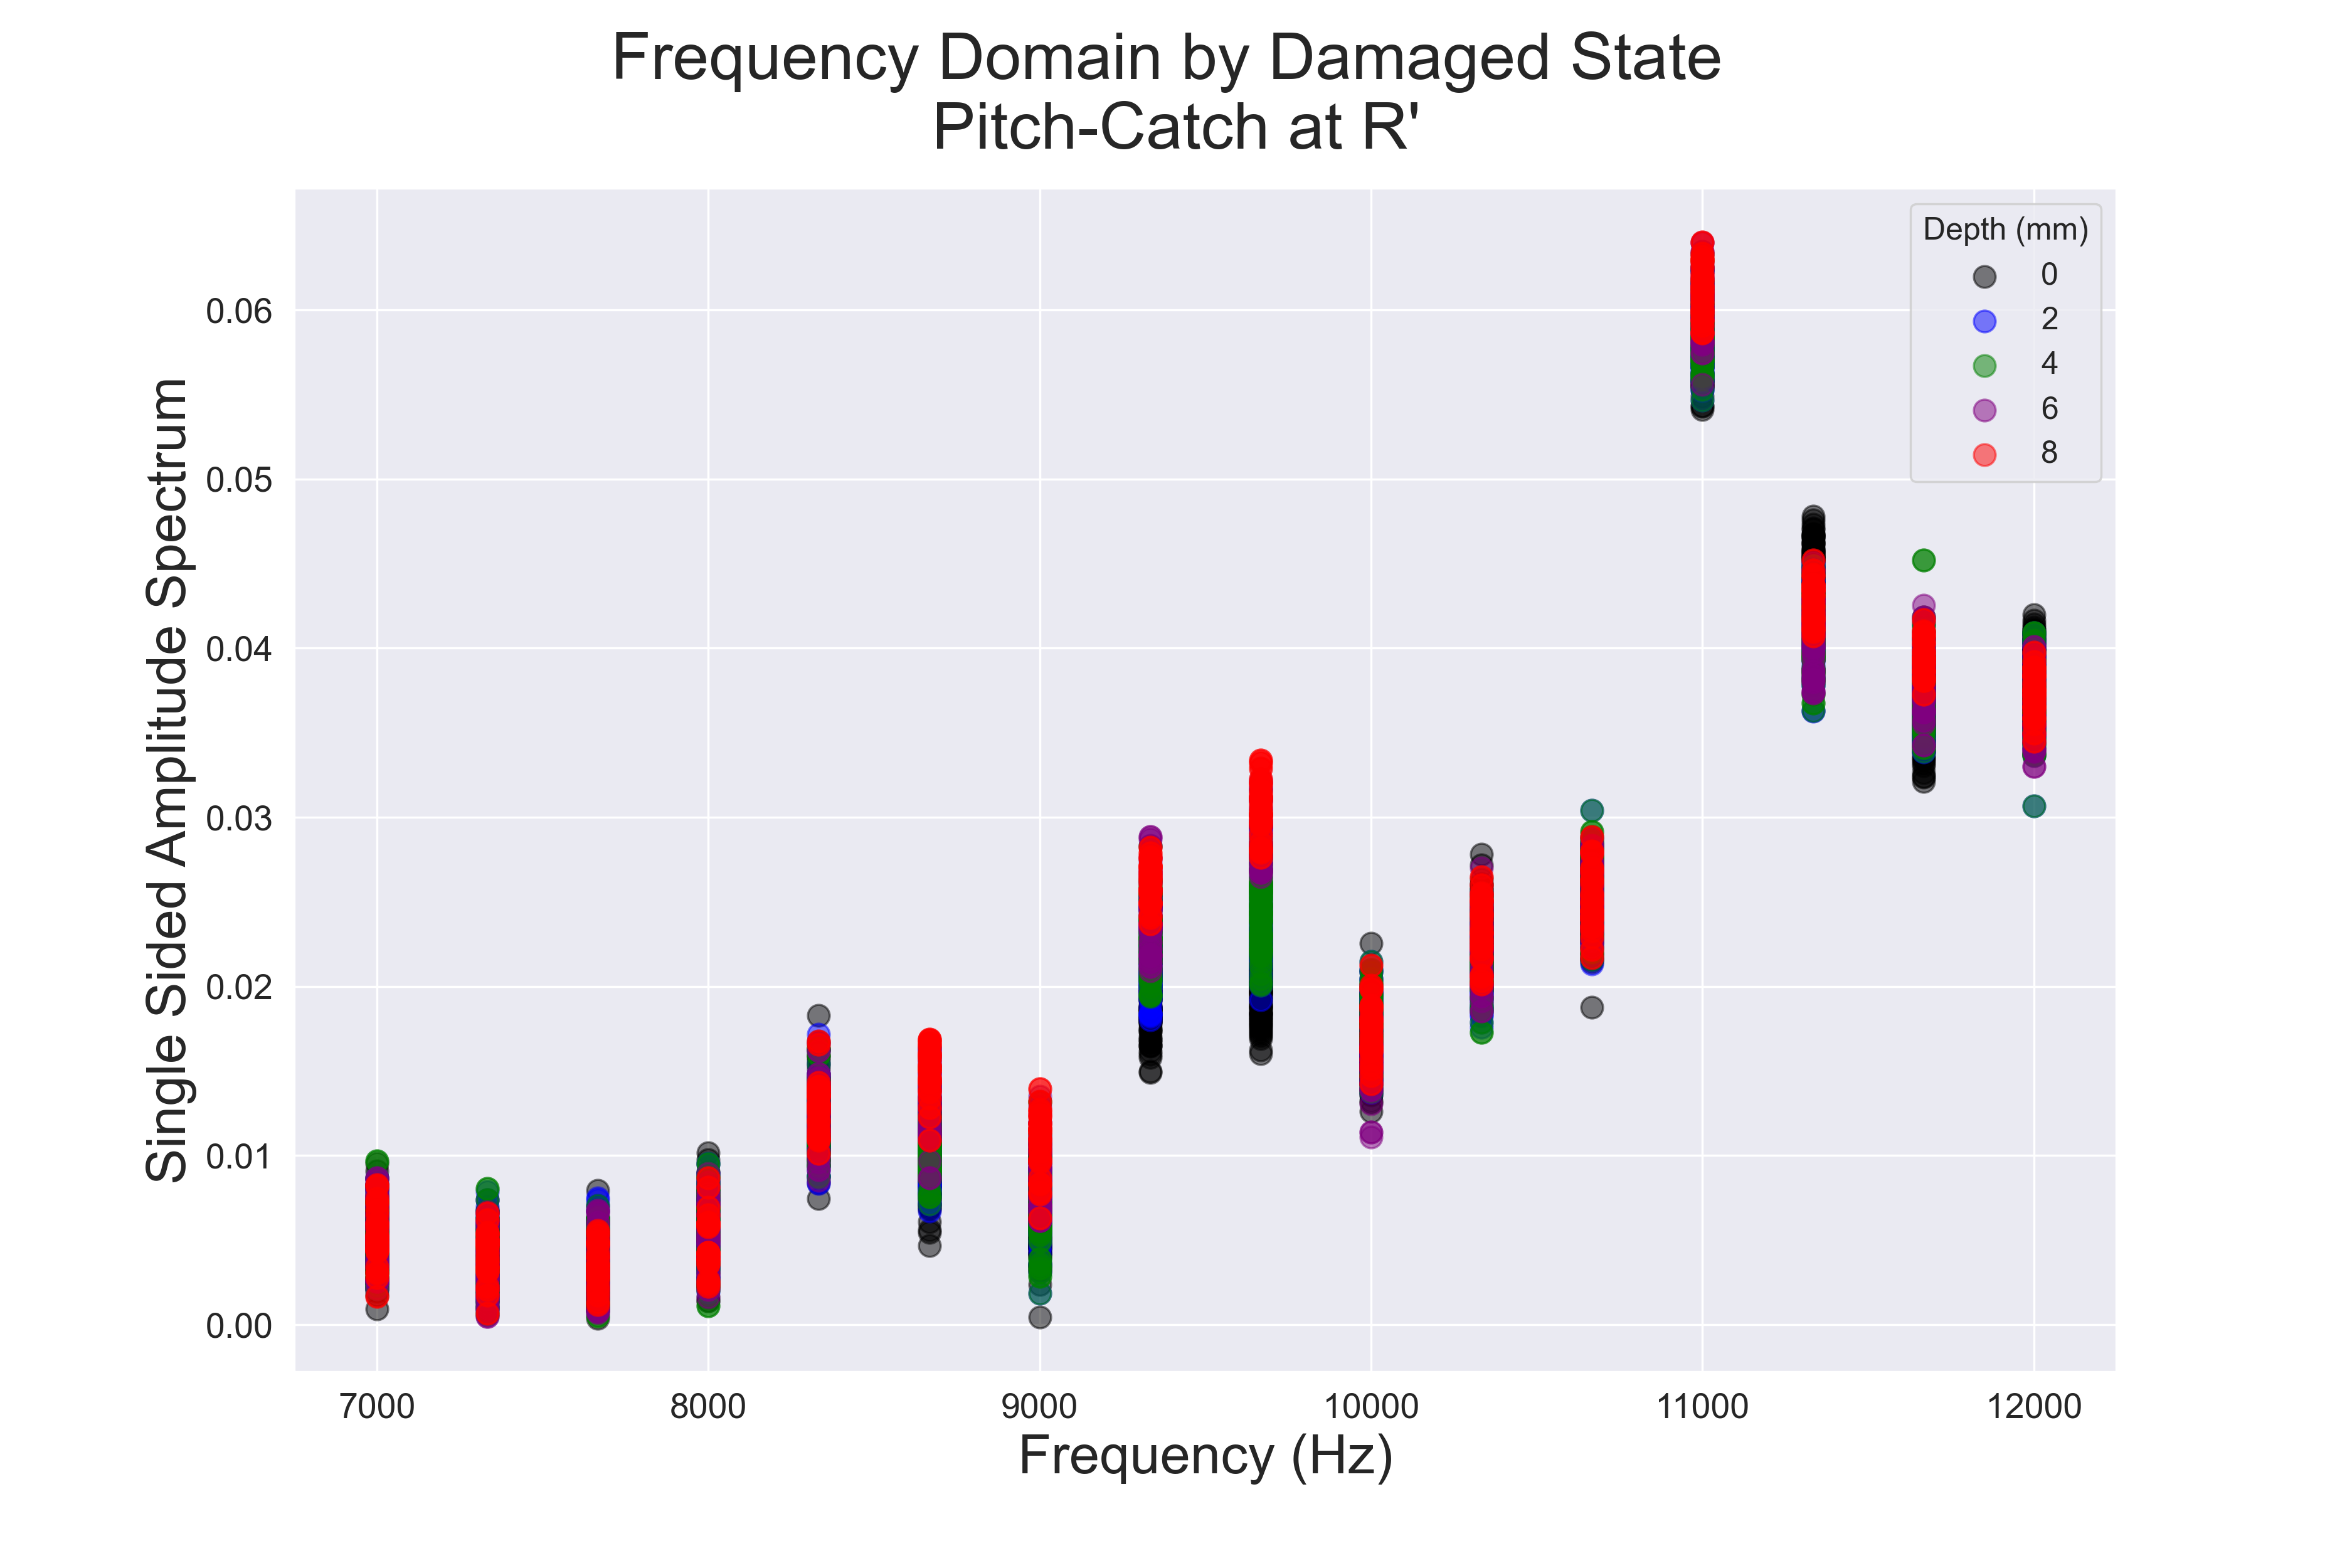 Frequency Domain by Damaged State
Pitch-Catch at R'
Single Sided Amplitude Spectrum
0.06
0.05
0.04
0.03
0.02
0.01
0.00
Depth (mm)
0
2
4
6
8
7000 8000 9000 10000 11000 12000
Frequency (Hz)